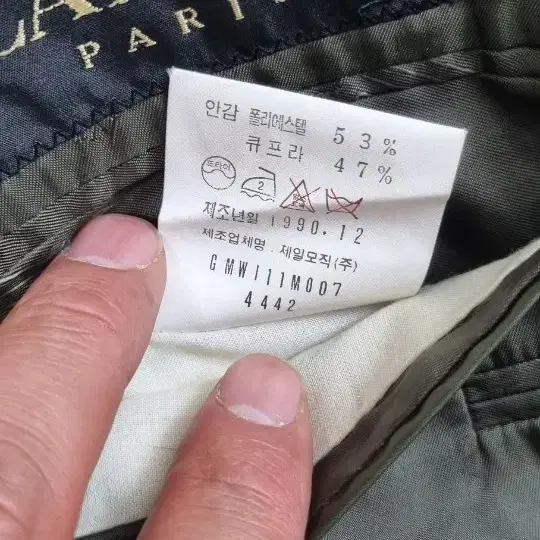 PARIS
안감 폴리에스텔 53%
큐프라 47%
드라이
2
제조년월 1990.12
제조업체명 . 제일모직(주)
GMW111M007
4442